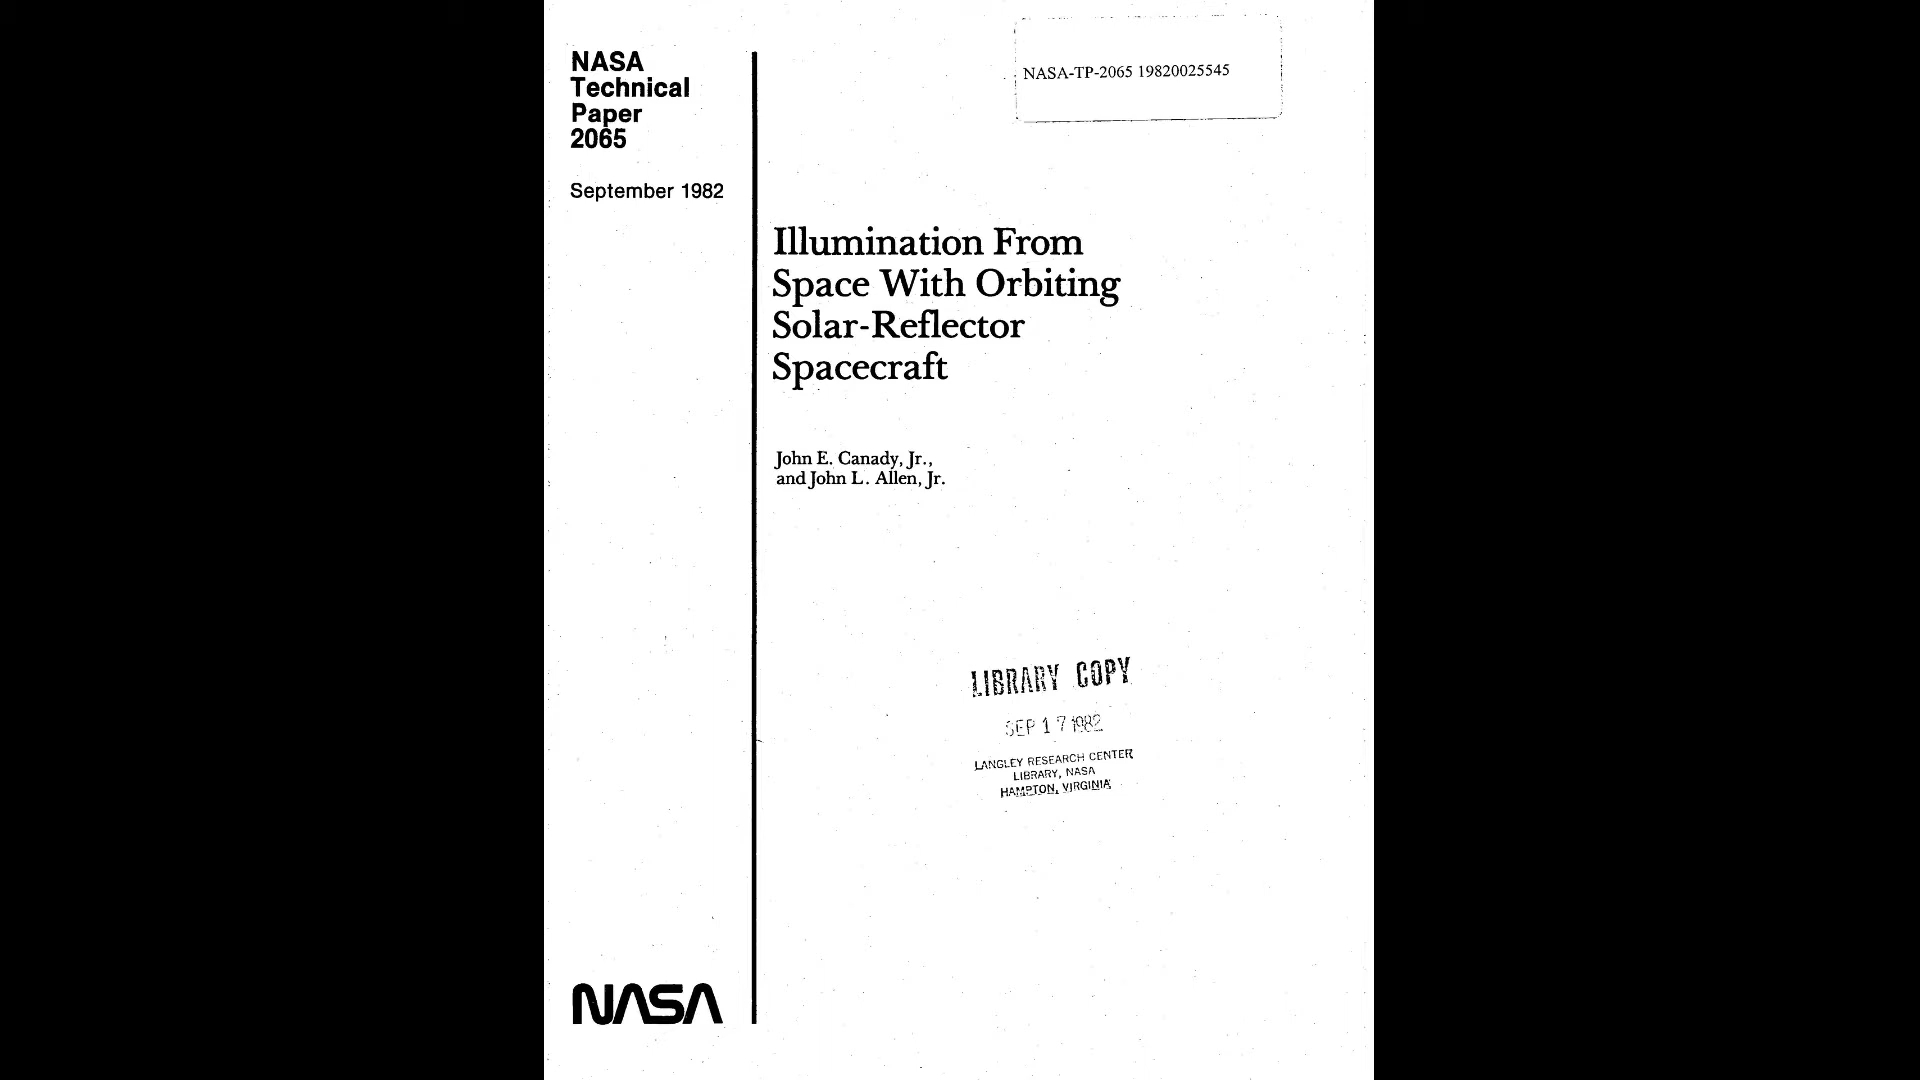 NASA
Technical
Paper
2065
September 1982
NASA-TP-2065 19820025545
Illumination From
Space With Orbiting
Solar-Reflector
Spacecraft
John E. Canady, Jr.,
and John L. Allen, Jr.
LIBRARY COPY
SEP 17 1982
LANGLEY RESEARCH CENTER
LIBRARY, NASA
HAMPTON, VIRGINIA
NASA